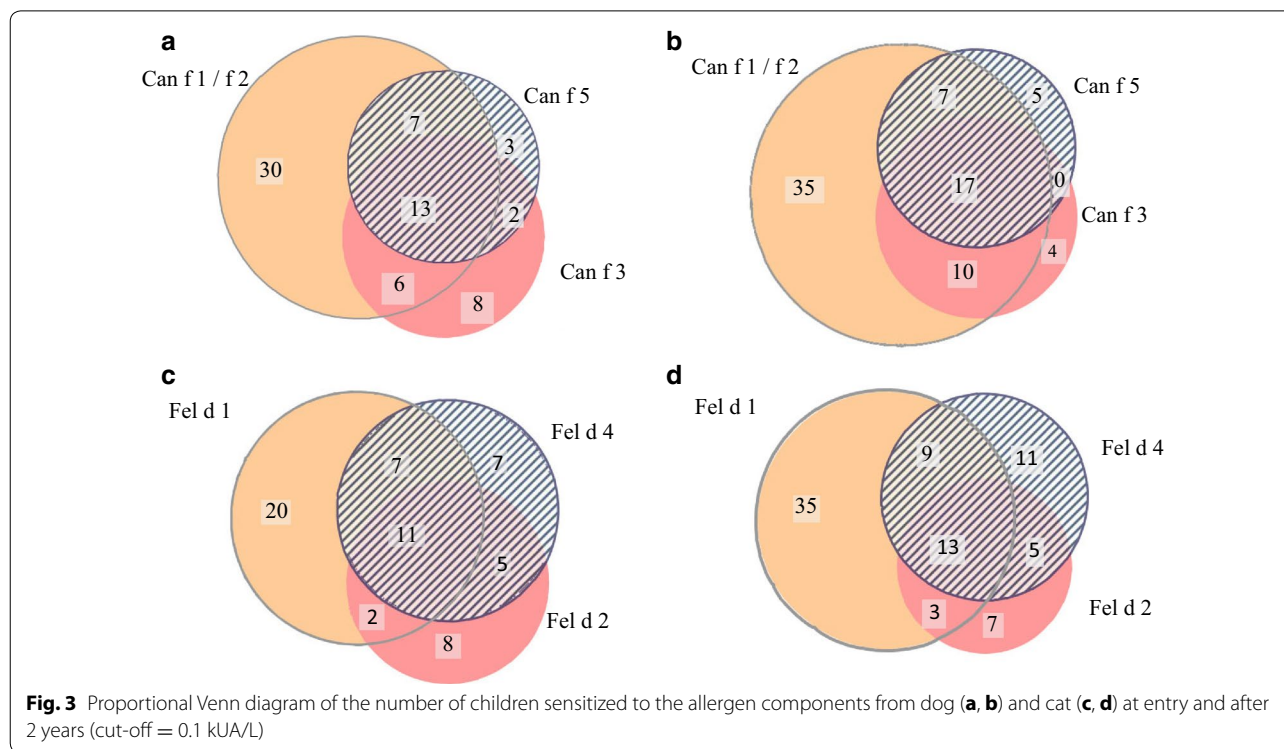 a
Can f 1 / f 2
Can f 5
7
3
30
13
2
Can f 3
6
8
b
Can f 1 / f 2
Can f 5
7
5
35
17
0
Can f 3
10
4
c
Fel d 1
Fel d 4
7
7
20
11
5
2
Fel d 2
8
d
Fel d 1
Fel d 4
9
11
35
13
5
3
7
Fel d 2
Fig. 3 Proportional Venn diagram of the number of children sensitized to the allergen components from dog (a, b) and cat (c, d) at entry and after
2 years (cut-off = 0.1 kUA/L)